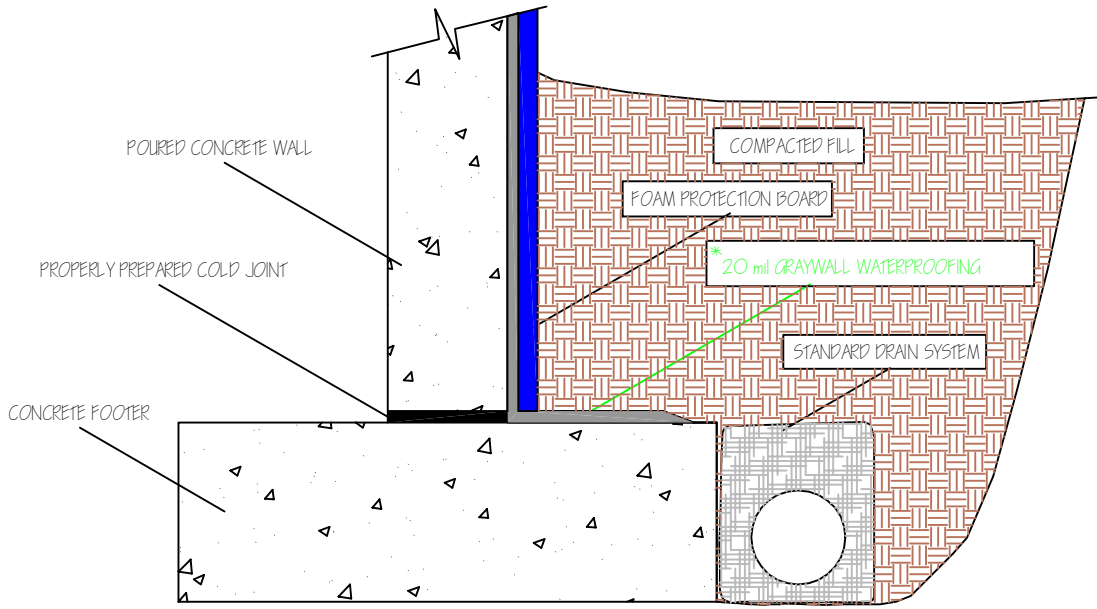 POURED CONCRETE WALL
COMPACTED FILL
FOAM PROTECTION BOARD
PROPERLY PREPARED COLD JOINT
* 20 mil GRAYWALL WATERPROOFING
STANDARD DRAIN SYSTEM
CONCRETE FOOTER